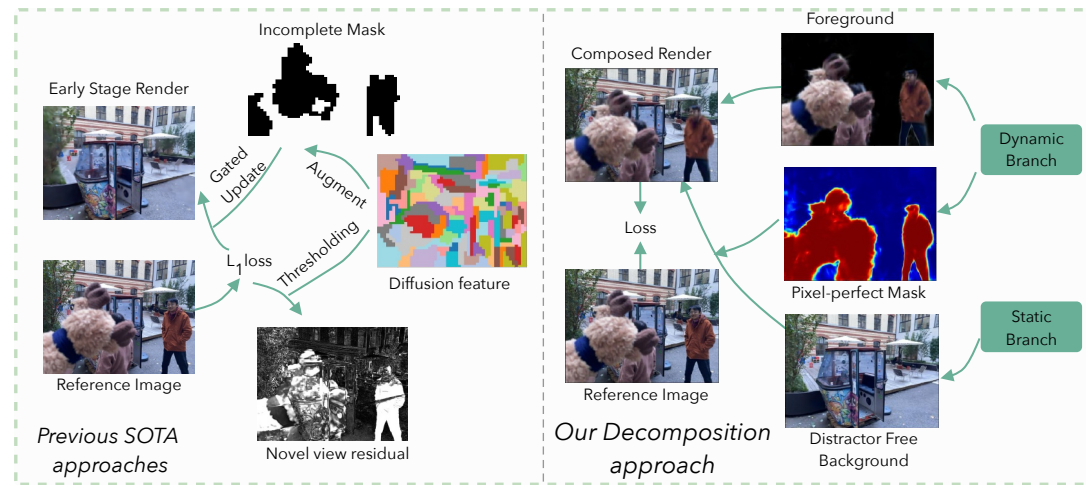 Incomplete Mask
Early Stage Render
Gated
Update
Augment
L1loss
Thresholding
Diffusion feature
Reference Image
Novel view residual
Previous SOTA
approaches
Foreground
Composed Render
Dynamic
Branch
Loss
Pixel-perfect Mask
Static
Branch
Reference Image
Distractor Free
Background
Our Decomposition
approach